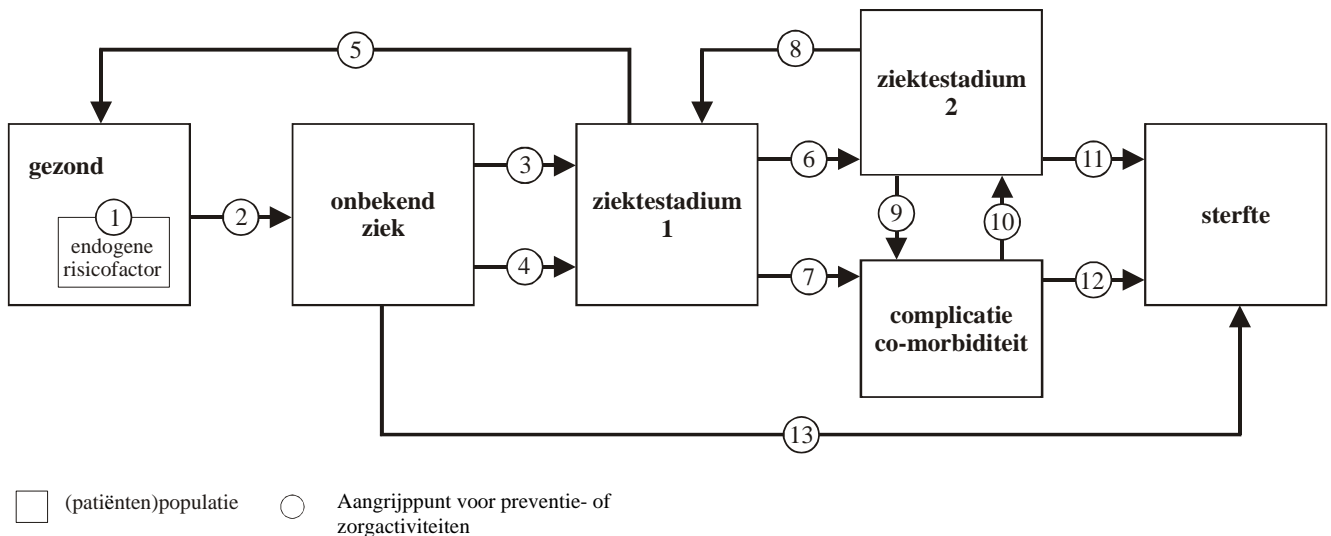 5
8
ziektestadium
2
gezond
1
endogene
risicofactor
2
onbekend
ziek
3
4
ziektestadium
1
6
7
9
10
11
12
sterfte
complicatie
co-morbiditeit
13
(patiënten)populatie
Aangrijppunt voor preventie- of
zorgactiviteiten